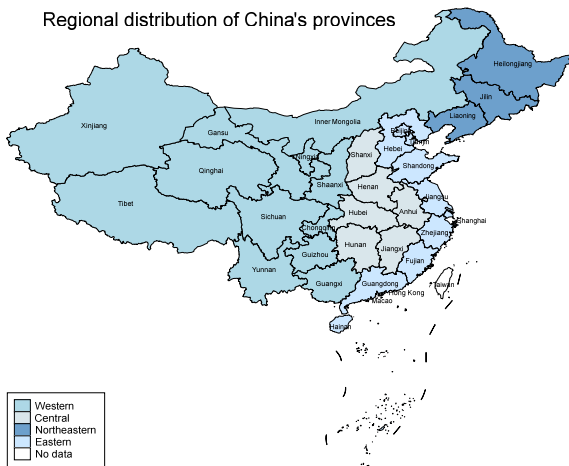 Regional distribution of China's provinces
Heilongjiang
Jilin
Liaoning
Inner Mongolia
Xinjiang
Gansu
Beijing
Tianjin
Hebei
Ningxia
Shanxi
Shandong
Qinghai
Shaanxi
Henan
Tibet
Jiangsu
Hubei
Anhui
Sichuan
Shanghai
Chongqing
Zhejiang
Hunan
Jiangxi
Guizhou
Fujian
Yunnan
Guangxi
Guangdong
Taiwan
Hong Kong
Macao
Hainan
Western
Central
Northeastern
Eastern
No data